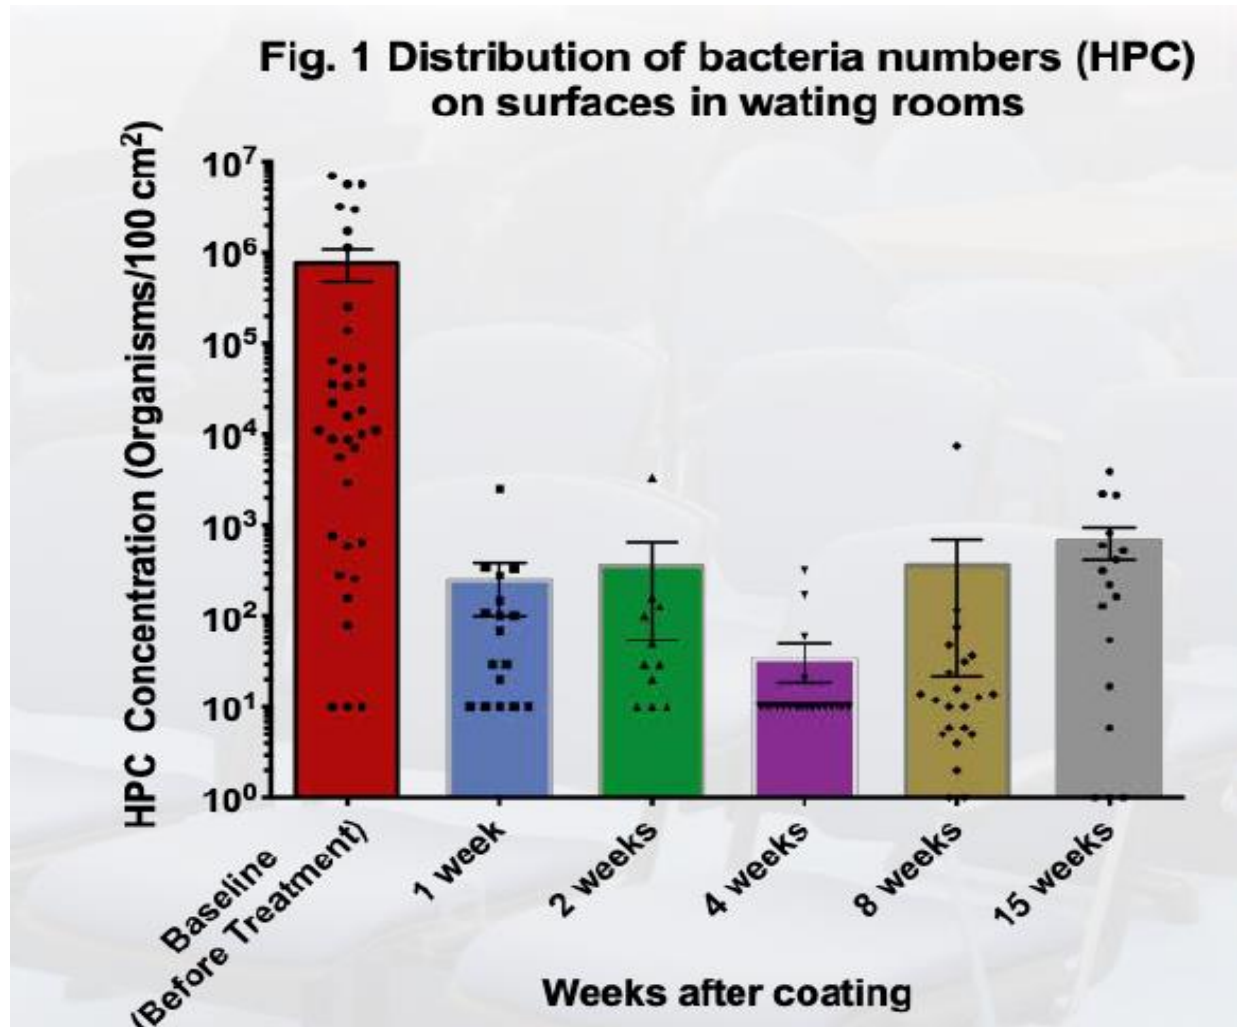 Fig. 1 Distribution of bacteria numbers (HPC)
on surfaces in wating rooms
HPC Concentration (Organisms/100 cm²)
10⁷
10⁶
10⁵
10⁴
10³
10²
10¹
10⁰
Baseline
(Before Treatment)
1 week
2 weeks
4 weeks
8 weeks
15 weeks
Weeks after coating